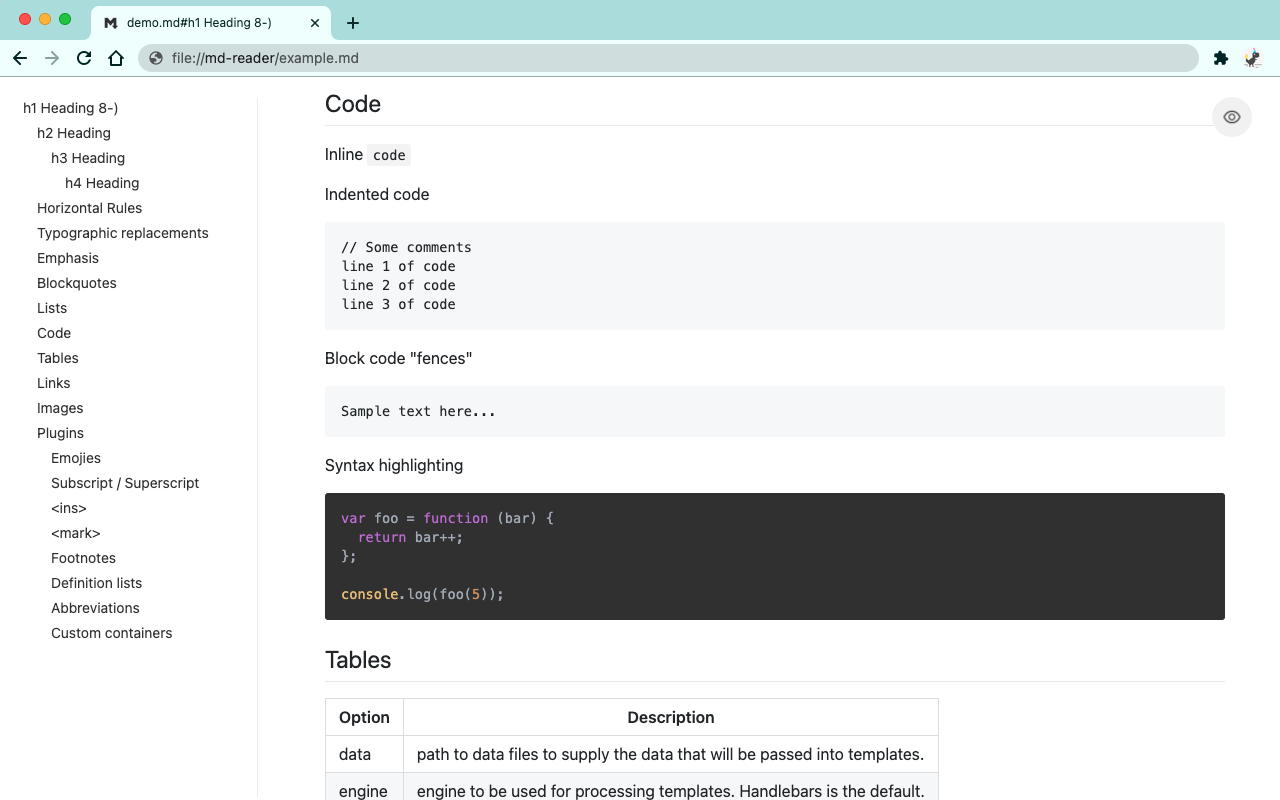 demo.md#h1 Heading 8-)
file://md-reader/example.md
h1 Heading 8-)
h2 Heading
h3 Heading
h4 Heading
Horizontal Rules
Typographic replacements
Emphasis
Blockquotes
Lists
Code
Tables
Links
Images
Plugins
Emojies
Subscript / Superscript
<ins>
<mark>
Footnotes
Definition lists
Abbreviations
Custom containers
Code
Inline code
Indented code
// Some comments
line 1 of code
line 2 of code
line 3 of code
Block code "fences"
Sample text here...
Syntax highlighting
var foo = function (bar) {
  return bar++;
};
console.log(foo(5));
Tables
Option Description
data path to data files to supply the data that will be passed into templates.
engine engine to be used for processing templates. Handlebars is the default.